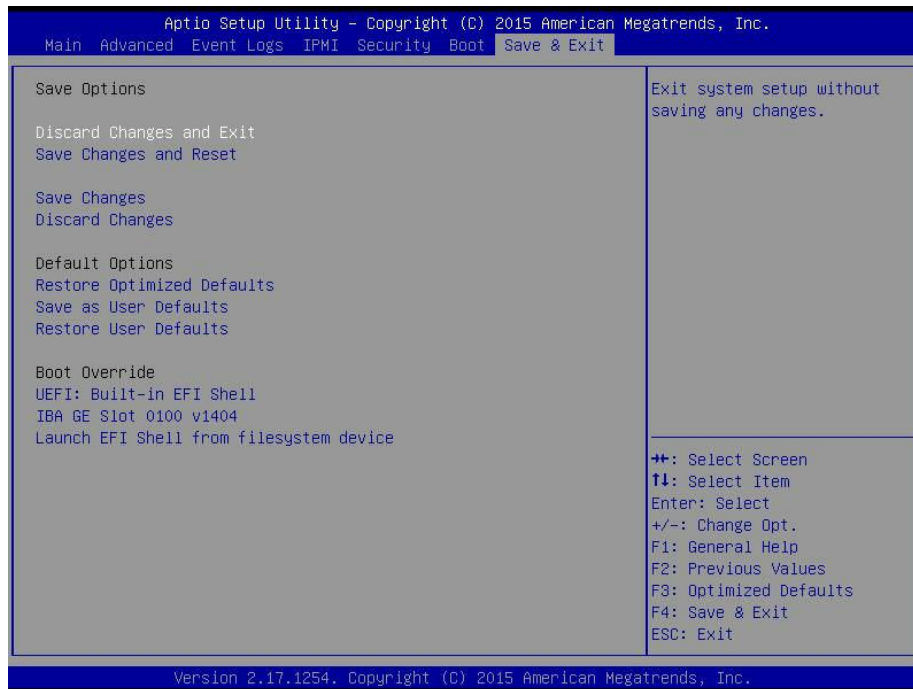 Aptio Setup Utility – Copyright (C) 2015 American Megatrends, Inc.
Main Advanced Event Logs IPMI Security Boot Save & Exit
Save Options
Discard Changes and Exit
Save Changes and Reset
Save Changes
Discard Changes
Default Options
Restore Optimized Defaults
Save as User Defaults
Restore User Defaults
Boot Override
UEFI: Built-in EFI Shell
IBA GE Slot 0100 v1404
Launch EFI Shell from filesystem device
Exit system setup without
saving any changes.
→←: Select Screen
↑↓: Select Item
Enter: Select
+/-: Change Opt.
F1: General Help
F2: Previous Values
F3: Optimized Defaults
F4: Save & Exit
ESC: Exit
Version 2.17.1254. Copyright (C) 2015 American Megatrends, Inc.